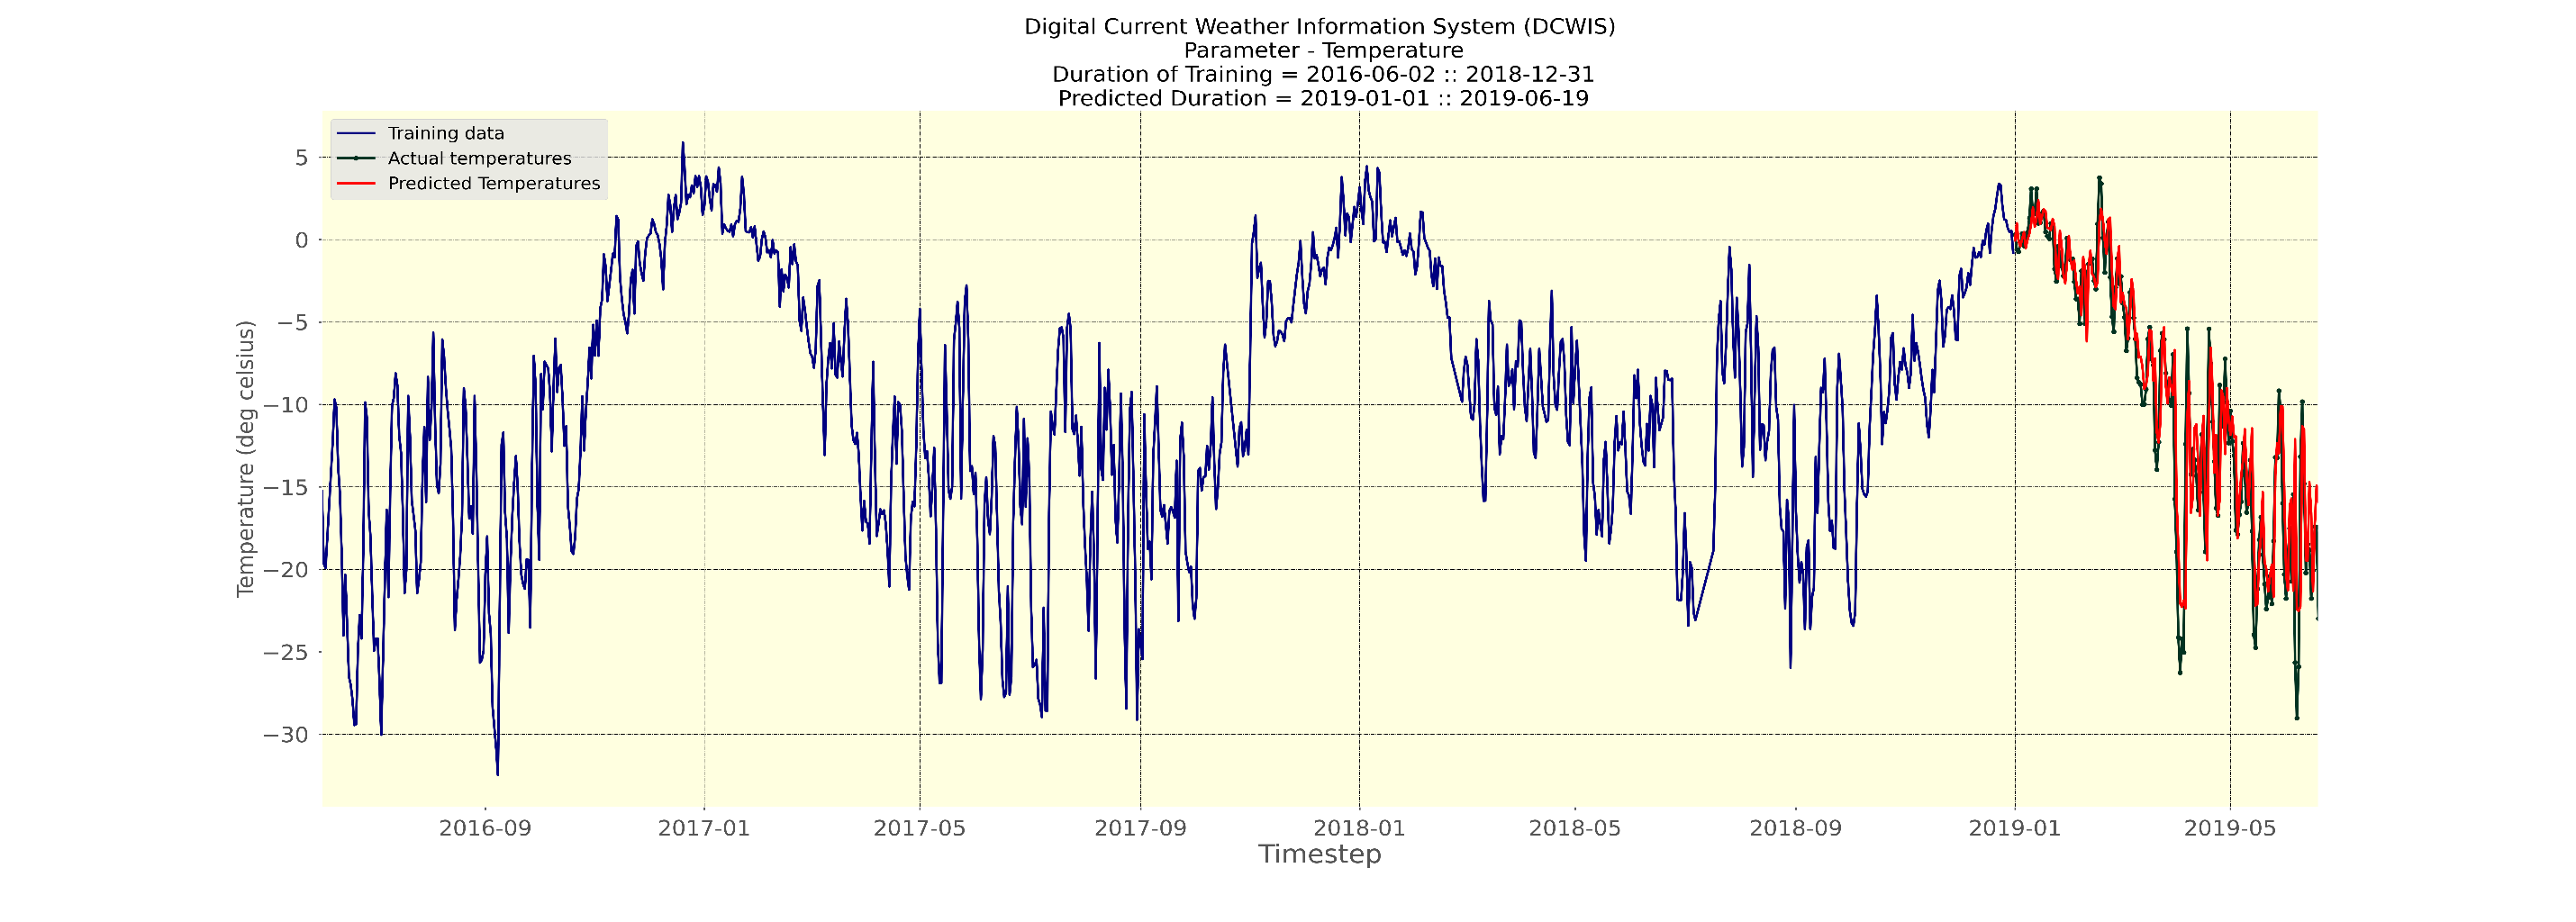 Digital Current Weather Information System (DCWIS)
Parameter - Temperature
Duration of Training = 2016-06-02 :: 2018-12-31
Predicted Duration = 2019-01-01 :: 2019-06-19
Training data
Actual temperatures
Predicted Temperatures
5
0
−5
−10
−15
−20
−25
−30
Temperature (deg celsius)
2016-09 2017-01 2017-05 2017-09 2018-01 2018-05 2018-09 2019-01 2019-05
Timestep